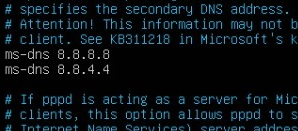 # specifies the secondary DNS address.
# Attention! This information may not b
# client. See KB311218 in Microsoft's k
ms-dns 8.8.8.8
ms-dns 8.8.4.4
# If pppd is acting as a server for Mic
# clients, this option allows pppd to s
# Internet Name Services) server addre